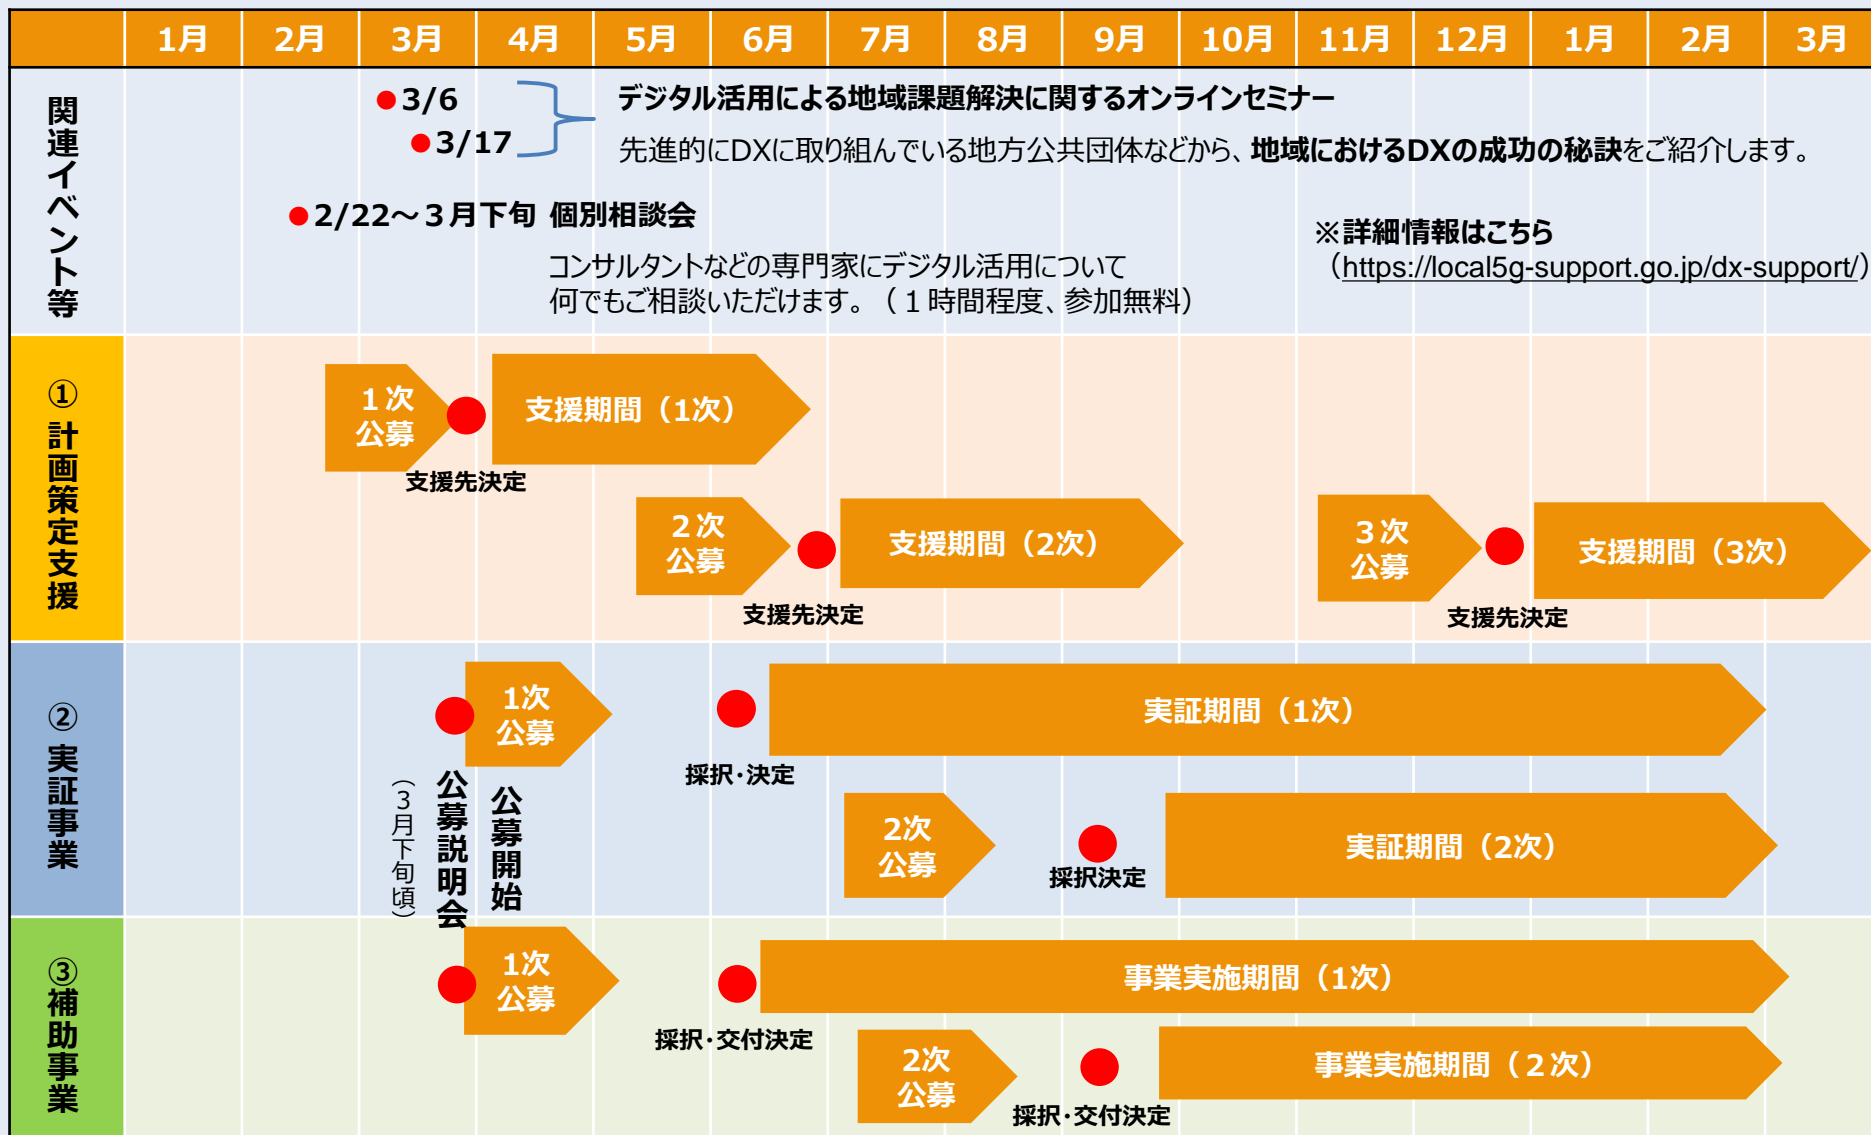 1月 2月 3月 4月 5月 6月 7月 8月 9月 10月 11月 12月 1月 2月 3月
関連イベント等
3/6
3/17
デジタル活用による地域課題解決に関するオンラインセミナー
先進的にDXに取り組んでいる地方公共団体などから、地域におけるDXの成功の秘訣をご紹介します。
2/22～３月下旬 個別相談会
コンサルタントなどの専門家にデジタル活用について
何でもご相談いただけます。（１時間程度、参加無料）
※詳細情報はこちら
（https://local5g-support.go.jp/dx-support/）
①計画策定支援
１次
公募
支援先決定
支援期間（1次）
２次
公募
支援先決定
支援期間（2次）
３次
公募
支援先決定
支援期間（3次）
②実証事業
1次
公募
公募説明会
（3月下旬頃）
公募開始
採択・決定
実証期間（1次）
2次
公募
採択決定
実証期間（2次）
③補助事業
1次
公募
採択・交付決定
事業実施期間（1次）
2次
公募
採択・交付決定
事業実施期間（２次）